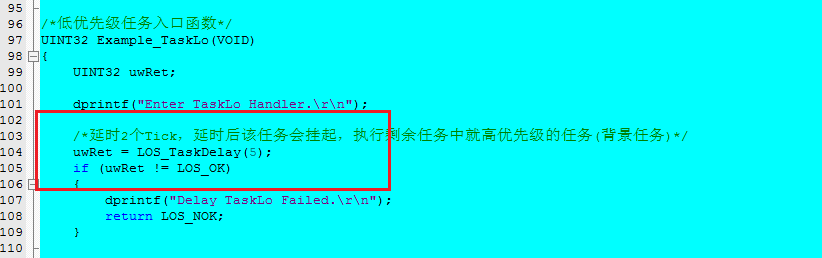 95
96 /*低优先级任务入口函数*/
97 UINT32 Example_TaskLo(VOID)
98 {
99 UINT32 uwRet;
100
101 dprintf("Enter TaskLo Handler.\r\n");
102
103 /*延时2个Tick，延时后该任务会挂起，执行剩余任务中就高优先级的任务(背景任务)*/
104 uwRet = LOS_TaskDelay(5);
105 if (uwRet != LOS_OK)
106 {
107 dprintf("Delay TaskLo Failed.\r\n");
108 return LOS_NOK;
109 }
110